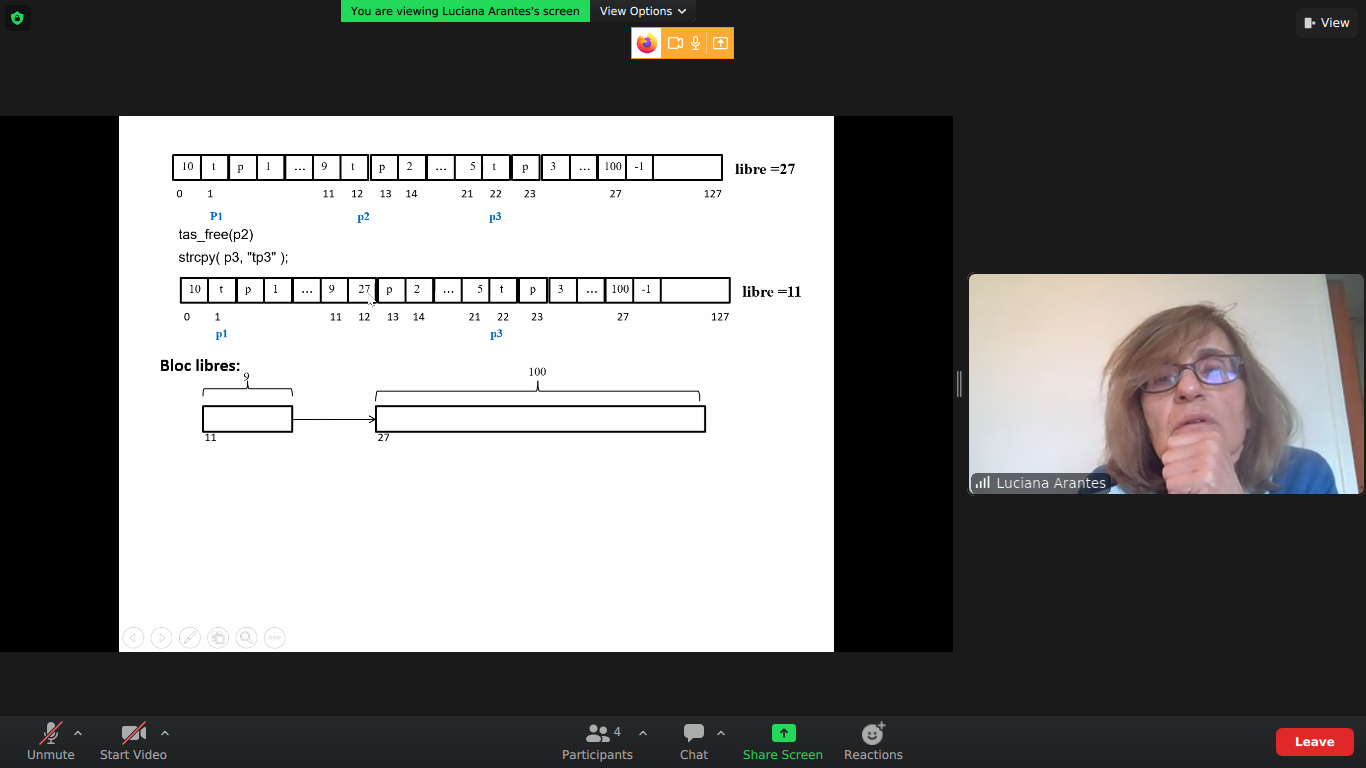 You are viewing Luciana Arantes's screen View Options
View
10 t p 1 ... 9 t p 2 ... 5 t p 3 ... 100 -1 libre =27
0 1 11 12 13 14 21 22 23 27 127
P1 p2 p3
tas_free(p2)
strcpy( p3, "tp3" );
10 t p 1 ... 9 27 p 2 ... 5 t p 3 ... 100 -1 libre =11
0 1 11 12 13 14 21 22 23 27 127
p1 p3
Bloc libres:
9 100
11 27
Luciana Arantes
4
Unmute Start Video Participants Chat Share Screen Reactions Leave